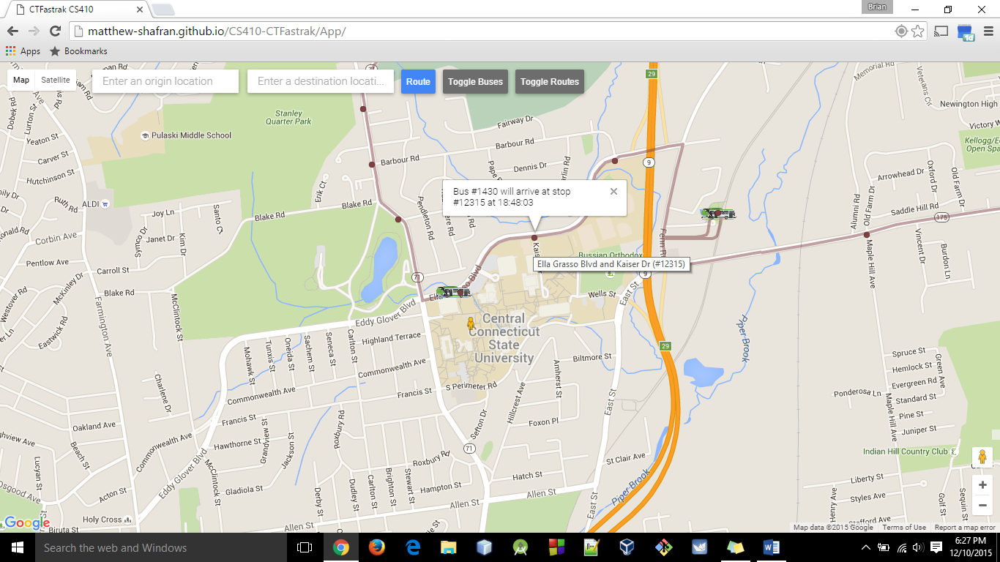 CTFastrak CS410
Brian
matthew-shafran.github.io/CS410-CTFastrak/App/
1d
Apps
Bookmarks
Map
Satellite
Enter an origin location
Enter a destination locati...
Route
Toggle Buses
Toggle Routes
29
Memorial Rd
Veterans Ct
Newington High
Dobek Rd
Lurton St
Putnam Rd
Stanley
Quarter Park
Fairway Dr
Pulaski Middle School
Yeaton St
Barbour Rd
Kellogg/E
Open Spa
Carver St
Barbour Rd
Dennis Dr
9
Hutchinson St
Erik Ct
Arrowhead Dr
Oxford Dr
Old Farm Dr
Bus #1430 will arrive at stop
#12315 at 18:48:03
ALDI
Ruth Rd
Blake Rd
Pendleton Rd
Alumni Rd
Old Farm Dr
Saddle Hill Rd
175
Joy Ln
Blake Rd
Santo Ct
Corbin Ave
Symco Dr
Janet Dr
Vincent Dr
Burdon Ln
Pentlow Ave
Carroll St
Russian Orthodox
Ella Grasso Blvd and Kaiser Dr (#12315)
9
71
Maple Hill Ave
McKinley Dr
Blake Rd
McClintock St
Wells St
East St
Westover Rd
Eddy Glover Blvd
Farmington Ave
Central
Connecticut
State
University
Eastwick Rd
Highland Terrace
Piper Brook
29
Mohawk St
Tunxis St
Oneida St
Sachem St
Seneca St
Carlton St
Commonwealth Ave
Biltmore St
Amherst St
Spruce St
Hemlock St
Green Ave
Charlene Dr
Commonwealth Ave
Francis St
S Perimeter Rd
Hillcrest Ave
East St
Evergreen Rd
Ponderosa Ln
Standard St
Maple Hill Ave
Pine St
Oakland Ave
Francis St
Roxbury Rd
Sefton Dr
Foxon Pl
Juniper St
Commonwealth Ave
Hawthorne St
Grandview St
Jackson St
Beach St
71
Indian Hill Country Club
Roxbury Rd
St Clair Ave
Lucyan St
McClintock St
Eddy Glover Blvd
Hatch St
Piper Brook
Liberty St
Osgood Ave
Acton St
Gladiola St
Derby St
Dudley St
Carlton St
Brighton St
Stewart St
Hampton St
East St
Styles Ave
Henry Ave
Golf St
Sequin St
Allen St
Holy Cross
Allen St
Google
Biruta St
Map data ©2015 Google
Terms of Use
Report a map error
Search the web and Windows
6:27 PM
12/10/2015